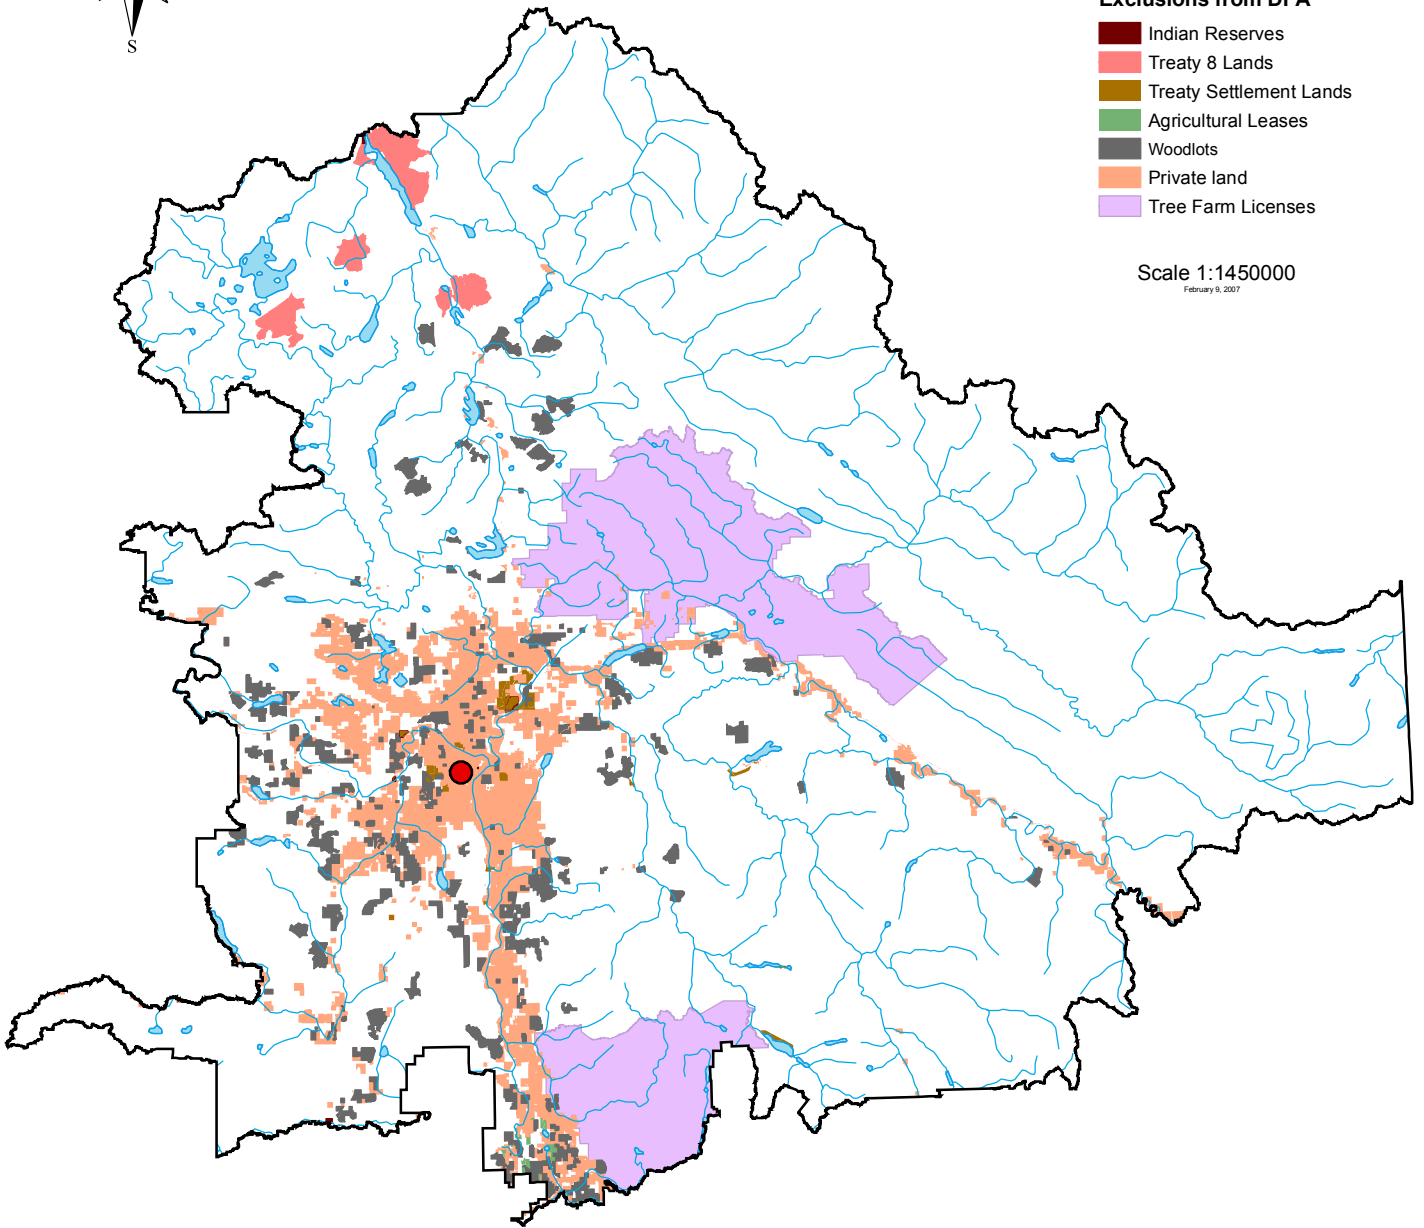 S
Exclusions from DFA
Indian Reserves
Treaty 8 Lands
Treaty Settlement Lands
Agricultural Leases
Woodlots
Private land
Tree Farm Licenses
Scale 1:1450000
February 9, 2007